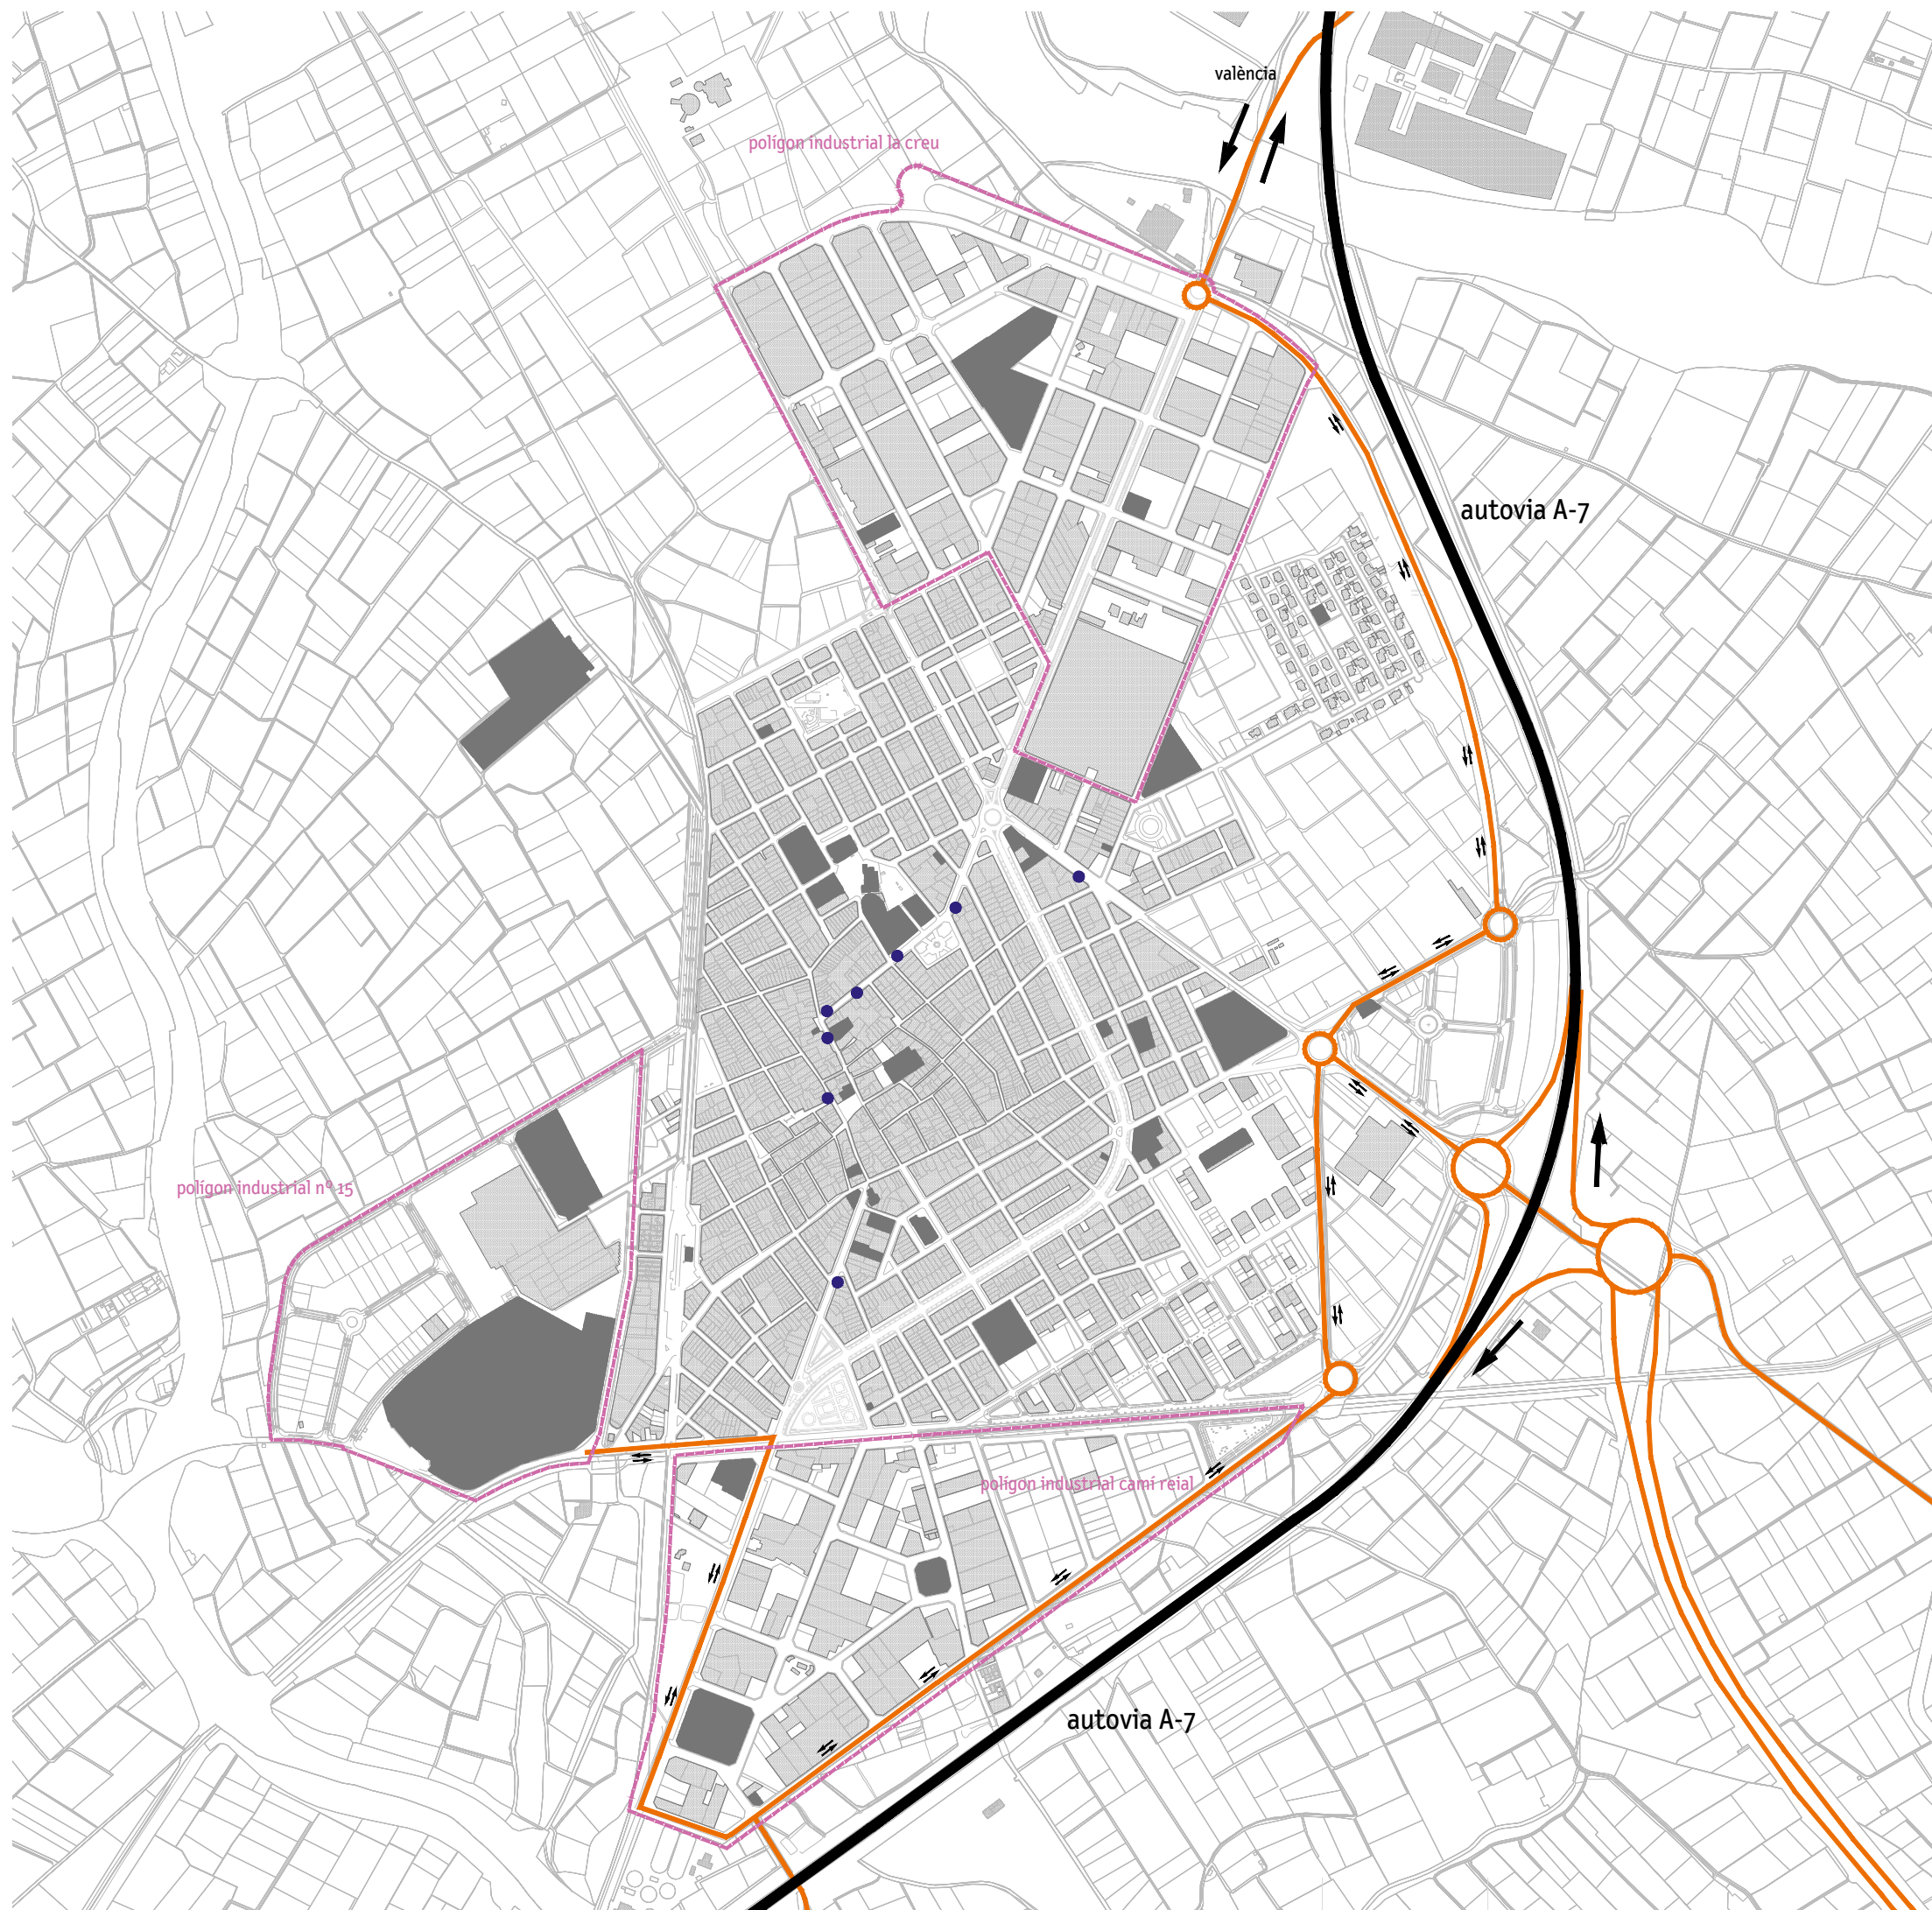 valència
polígon industrial la creu
autovia A-7
polígon industrial nº 15
polígon industrial camí reial
autovia A-7